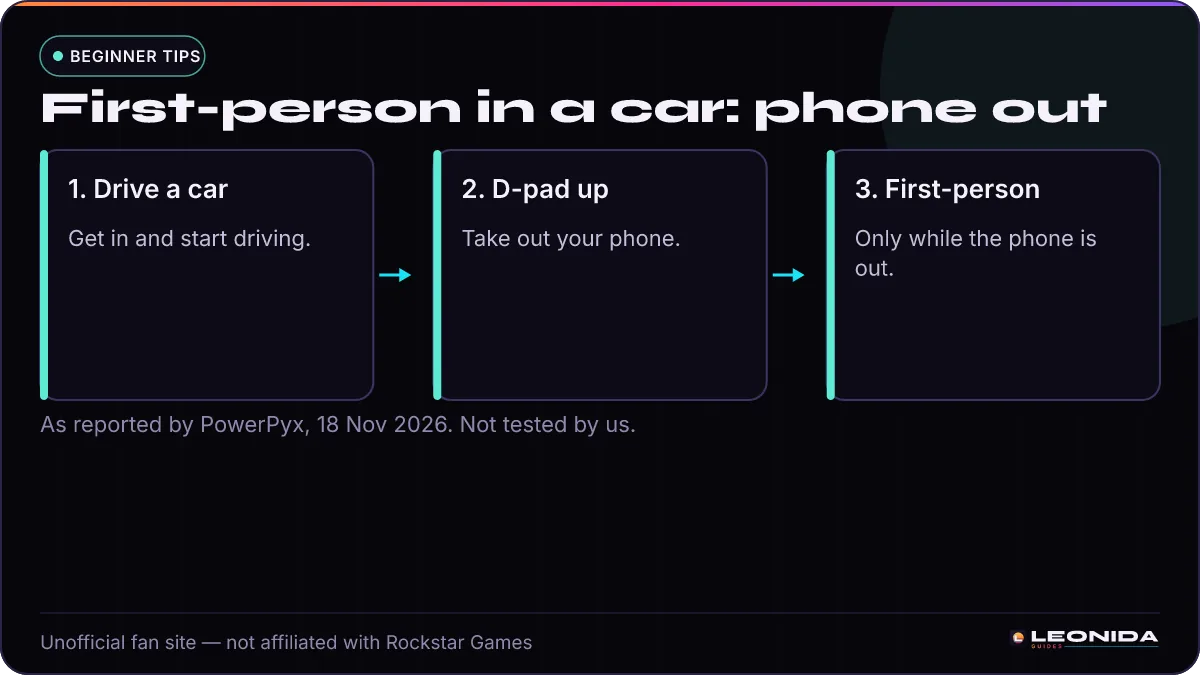 BEGINNER TIPS
First-person in a car: phone out
1. Drive a car
Get in and start driving.
2. D-pad up
Take out your phone.
3. First-person
Only while the phone is
out.
As reported by PowerPyx, 18 Nov 2026. Not tested by us.
Unofficial fan site — not affiliated with Rockstar Games
LEONIDA
GUIDES